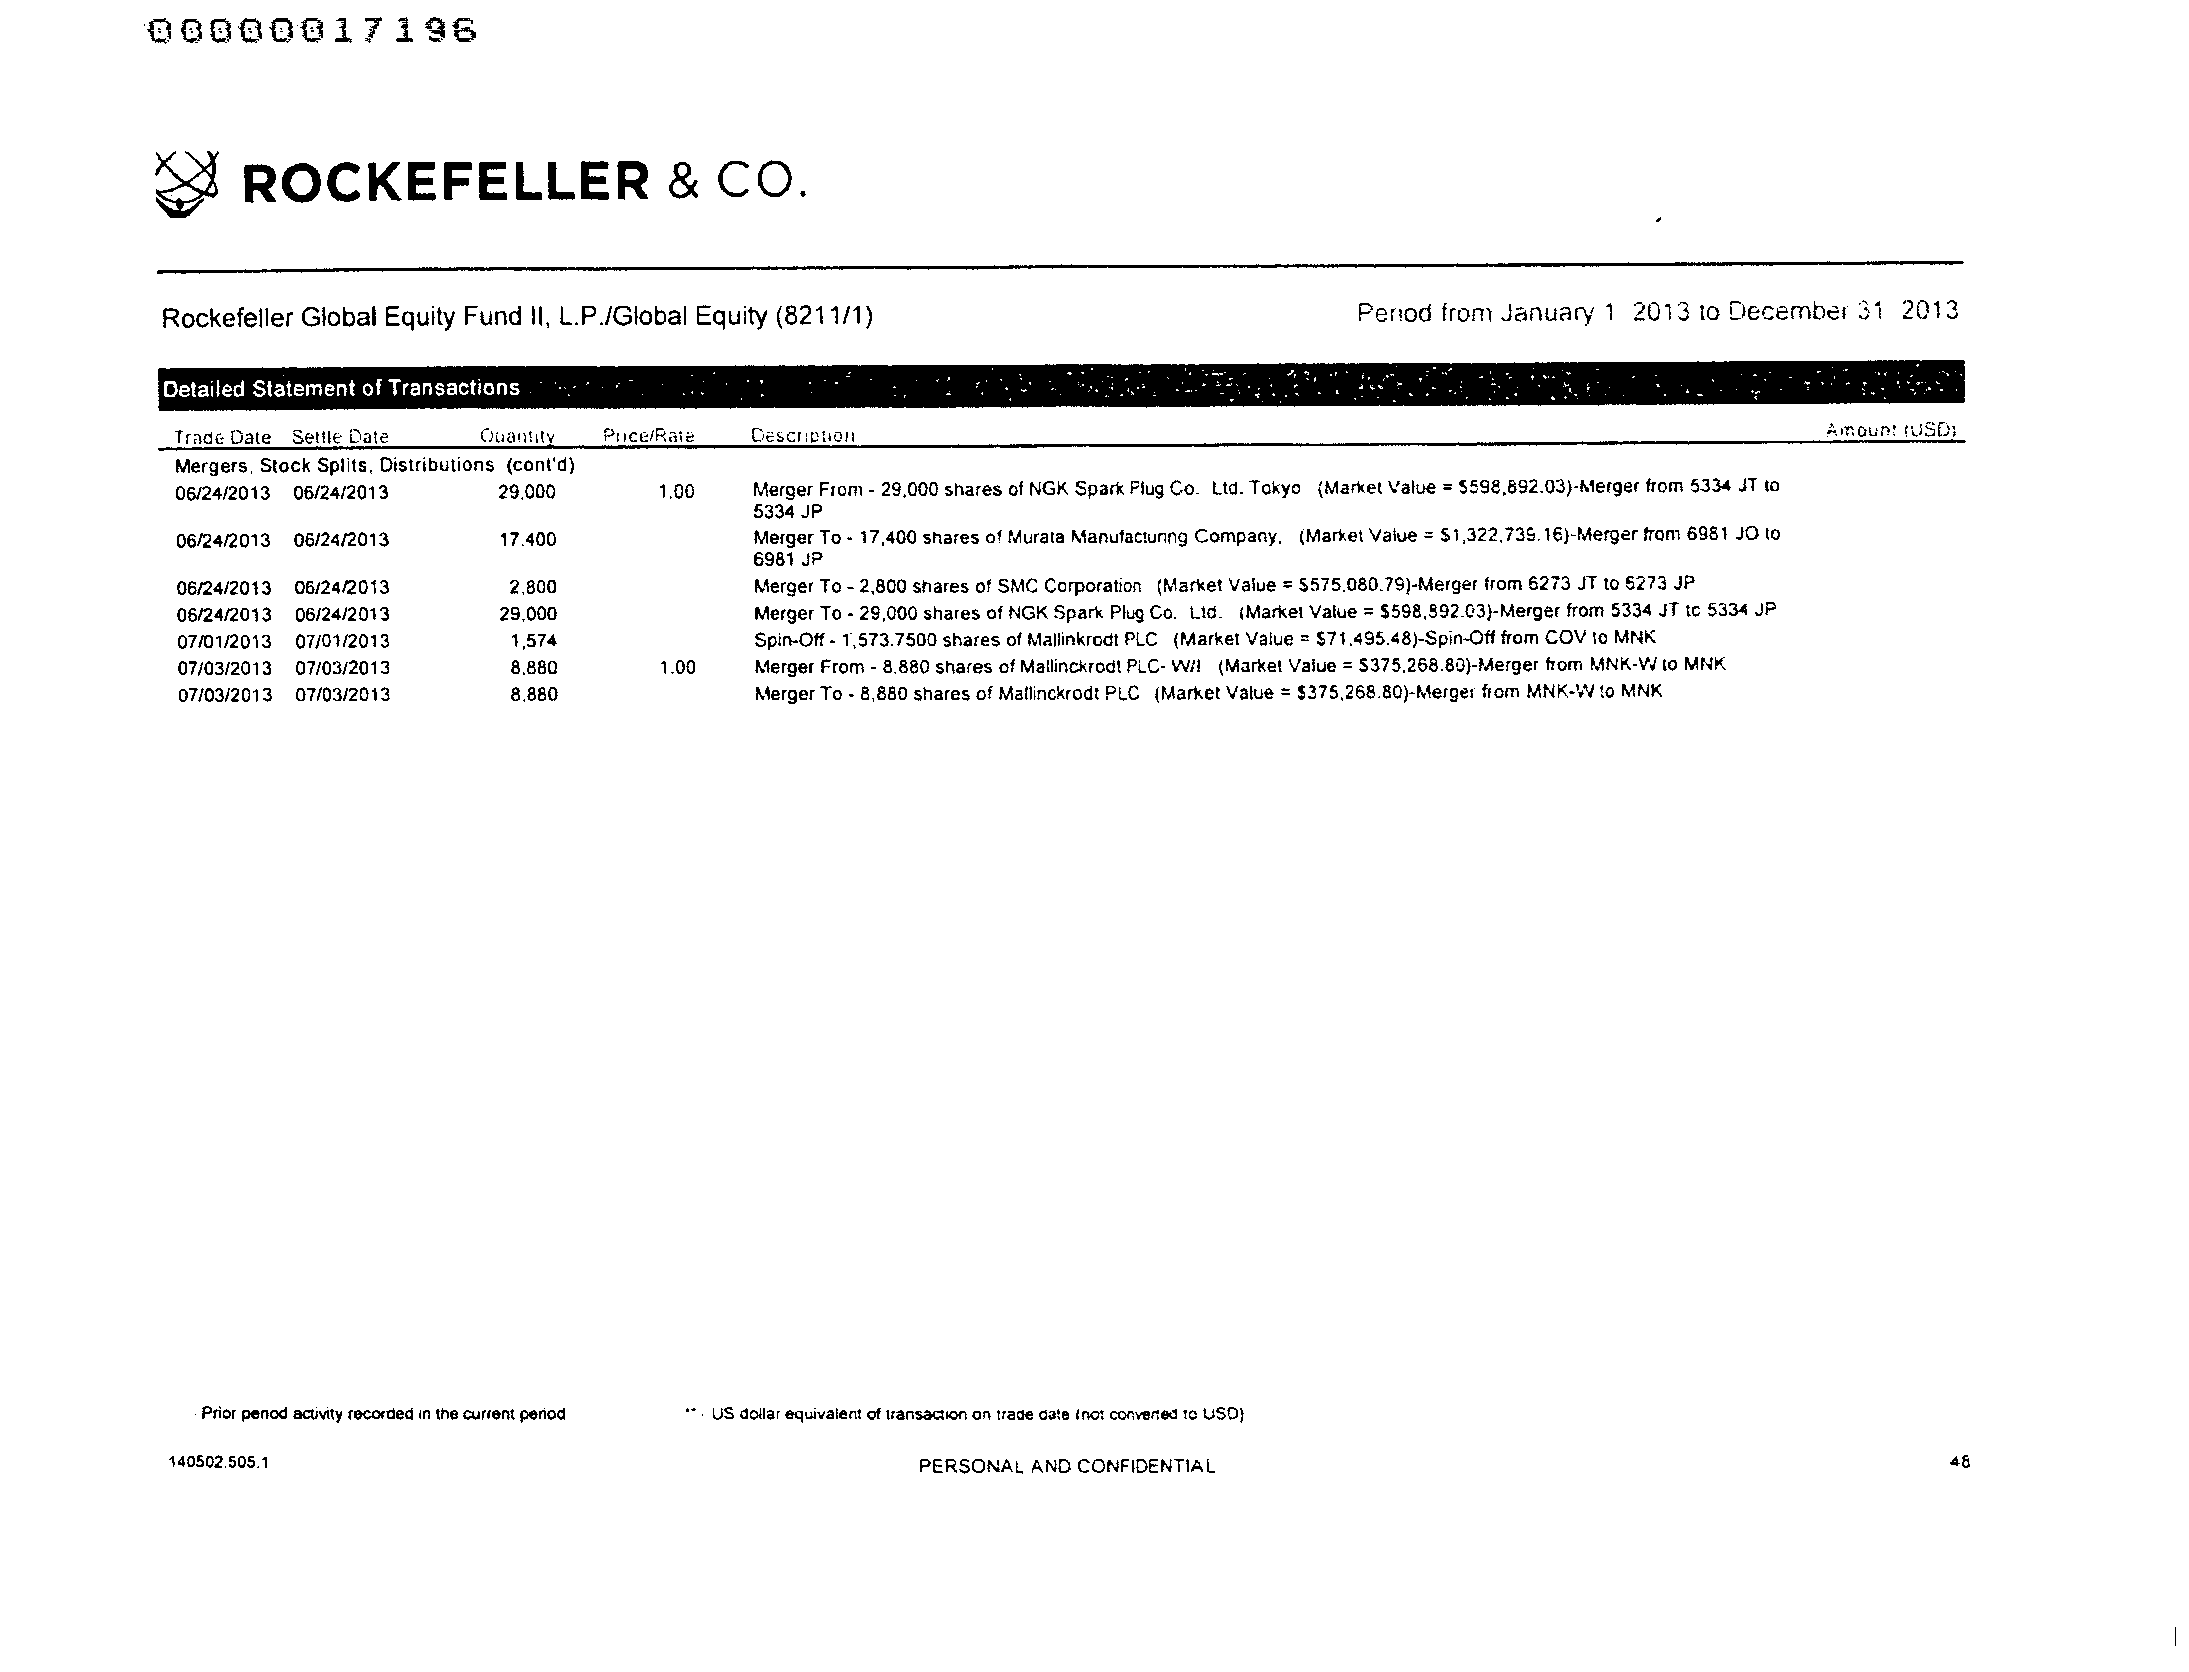 00000017196
ROCKEFELLER & CO.
Rockefeller Global Equity Fund II, L.P./Global Equity (8211/1) Period from January 1 2013 to December 31 2013
Detailed Statement of Transactions
Trade Date Settle Date Quantity Price/Rate Description Amount (USD)
Mergers, Stock Splits, Distributions (cont'd)
06/24/2013 06/24/2013 29,000 1.00 Merger From - 29,000 shares of NGK Spark Plug Co. Ltd. Tokyo (Market Value = $598,892.03)-Merger from 5334 JT to
5334 JP
06/24/2013 06/24/2013 17,400 Merger To - 17,400 shares of Murata Manufacturing Company, (Market Value = $1,322,739.16)-Merger from 6981 JO to
6981 JP
06/24/2013 06/24/2013 2,800 Merger To - 2,800 shares of SMC Corporation (Market Value = $575,080.79)-Merger from 6273 JT to 6273 JP
06/24/2013 06/24/2013 29,000 Merger To - 29,000 shares of NGK Spark Plug Co. Ltd. (Market Value = $598,892.03)-Merger from 5334 JT to 5334 JP
07/01/2013 07/01/2013 1,574 Spin-Off - 1,573.7500 shares of Mallinkrodt PLC (Market Value = $71,495.48)-Spin-Off from COV to MNK
07/03/2013 07/03/2013 8,880 1.00 Merger From - 8,880 shares of Mallinckrodt PLC- W/I (Market Value = $375,268.80)-Merger from MNK-W to MNK
07/03/2013 07/03/2013 8,880 Merger To - 8,880 shares of Mallinckrodt PLC (Market Value = $375,268.80)-Merger from MNK-W to MNK
Prior period activity recorded in the current period ** - US dollar equivalent of transaction on trade date (not converted to USD)
140502.505.1 PERSONAL AND CONFIDENTIAL 48